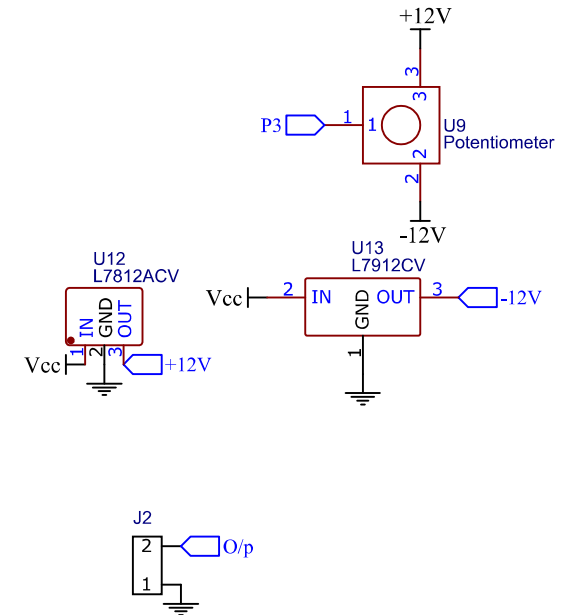 +12V
3
3
P3
1
1
U9
Potentiometer
2
2
-12V
U12
L7812ACV
IN
GND
OUT
1
2
3
Vcc
+12V
U13
L7912CV
Vcc
2
IN
GND
OUT
3
-12V
1
J2
2
O/p
1